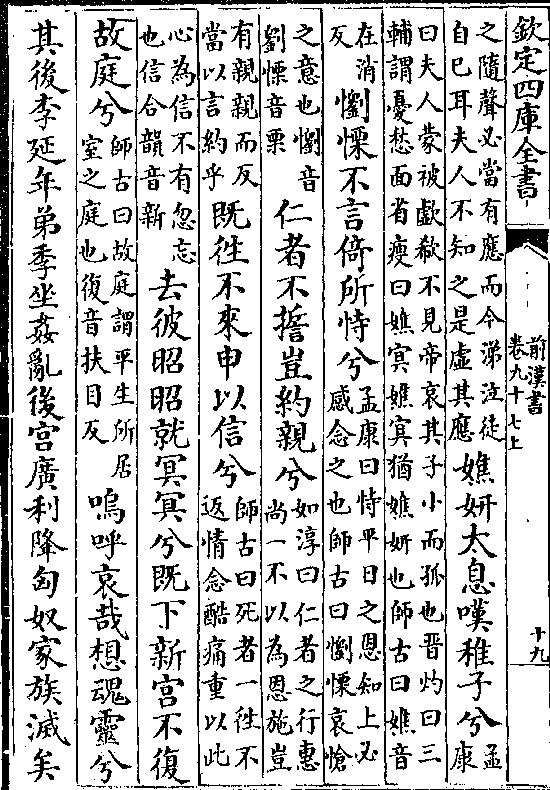 欽定四庫全書
前漢書
卷九十七上
十九
之隨聲必當有應而今涕泣徒
自己耳夫人不知之是虛其應
嫶妍太息嘆稚子兮
孟康
曰夫人蒙被歔欷不見帝哀其子小而孤也晋灼曰三
輔謂憂愁面省瘦曰嫶冥嫶冥猶嫶妍也師古曰嫶音
在消
反
懰慄不言倚所恃兮
孟康曰恃平日之恩知上必
感念之也師古曰懰慄哀愴
之意也懰音
劉慄音栗
仁者不誓豈約親兮
如淳曰仁者之行惠
尚一不以為恩施豈
有親親而反
當以言約乎
既徃不來申以信兮
師古曰死者一徃不
返情念酷痛重以此
心為信不有忽忘
也信合韻音新
去彼昭昭就冥冥兮既下新宮不復
故庭兮
師古曰故庭謂平生所居
室之庭也復音扶目反
嗚呼哀哉想魂靈兮
其後李延年弟季坐姦亂後宮廣利降匈奴家族滅矣